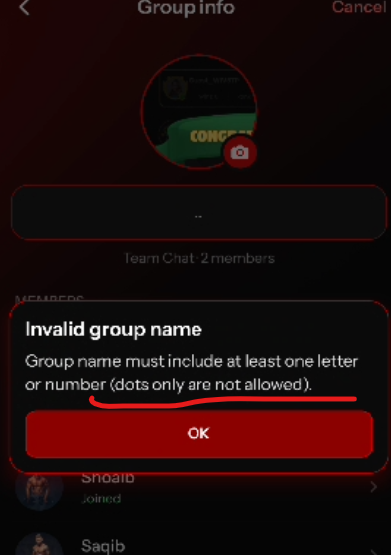 Group info
Cancel
CONGRA
..
Team Chat · 2 members
MEMBERS
Invalid group name
Group name must include at least one letter
or number (dots only are not allowed).
OK
Shoaib
Joined
Saqib